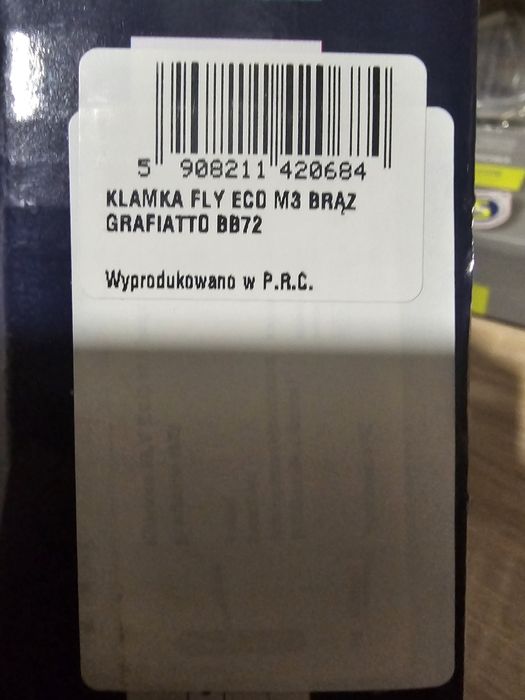 5 908211 420684
KLAMKA FLY ECO M3 BRĄZ
GRAFIATTO BB72
Wyprodukowano w P.R.C.